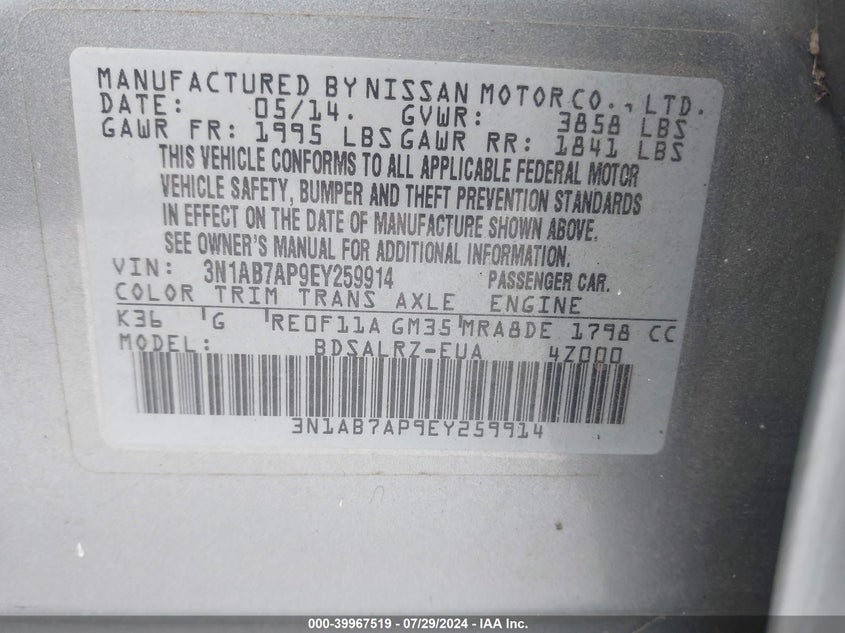 MANUFACTURED BY NISSAN MOTOR CO., LTD.
DATE: 05/14. GVWR: 3858 LBS
GAWR FR: 1995 LBS GAWR RR: 1841 LBS
THIS VEHICLE CONFORMS TO ALL APPLICABLE FEDERAL MOTOR
VEHICLE SAFETY, BUMPER AND THEFT PREVENTION STANDARDS
IN EFFECT ON THE DATE OF MANUFACTURE SHOWN ABOVE.
SEE OWNER'S MANUAL FOR ADDITIONAL INFORMATION.
VIN: 3N1AB7AP9EY259914 PASSENGER CAR.
COLOR TRIM TRANS AXLE ENGINE
K36 G RE0F11A GM35 MRA8DE 1798 CC
MODEL: BDSALRZ-EUA 4Z000
3N1AB7AP9EY259914
000-39967519 / 07/29/2024 - IAA Inc.